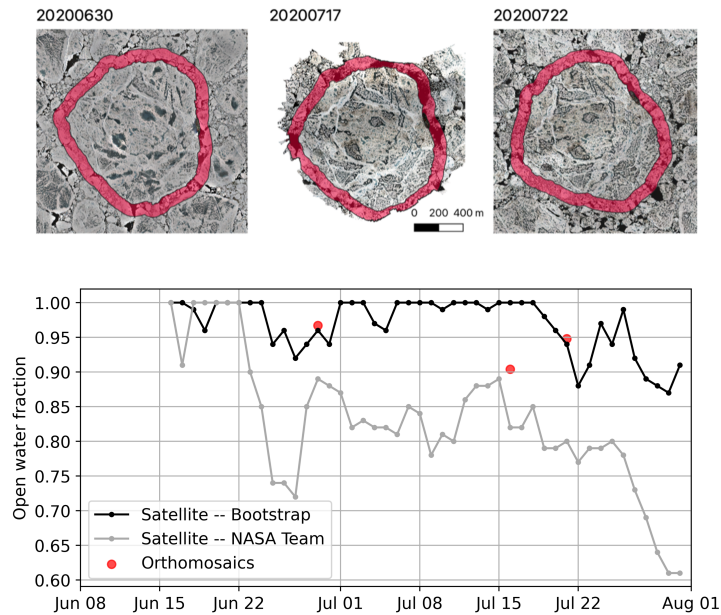 20200630 20200717 20200722
0 200 400 m
1.00
0.95
0.90
0.85
0.80
0.75
0.70
0.65
0.60
Open water fraction
Satellite -- Bootstrap
Satellite -- NASA Team
Orthomosaics
Jun 08 Jun 15 Jun 22 Jul 01 Jul 08 Jul 15 Jul 22 Aug 01